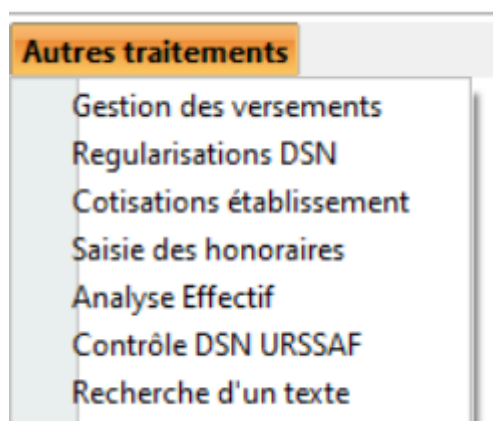 Autres traitements
Gestion des versements
Regularisations DSN
Cotisations établissement
Saisie des honoraires
Analyse Effectif
Contrôle DSN URSSAF
Recherche d'un texte